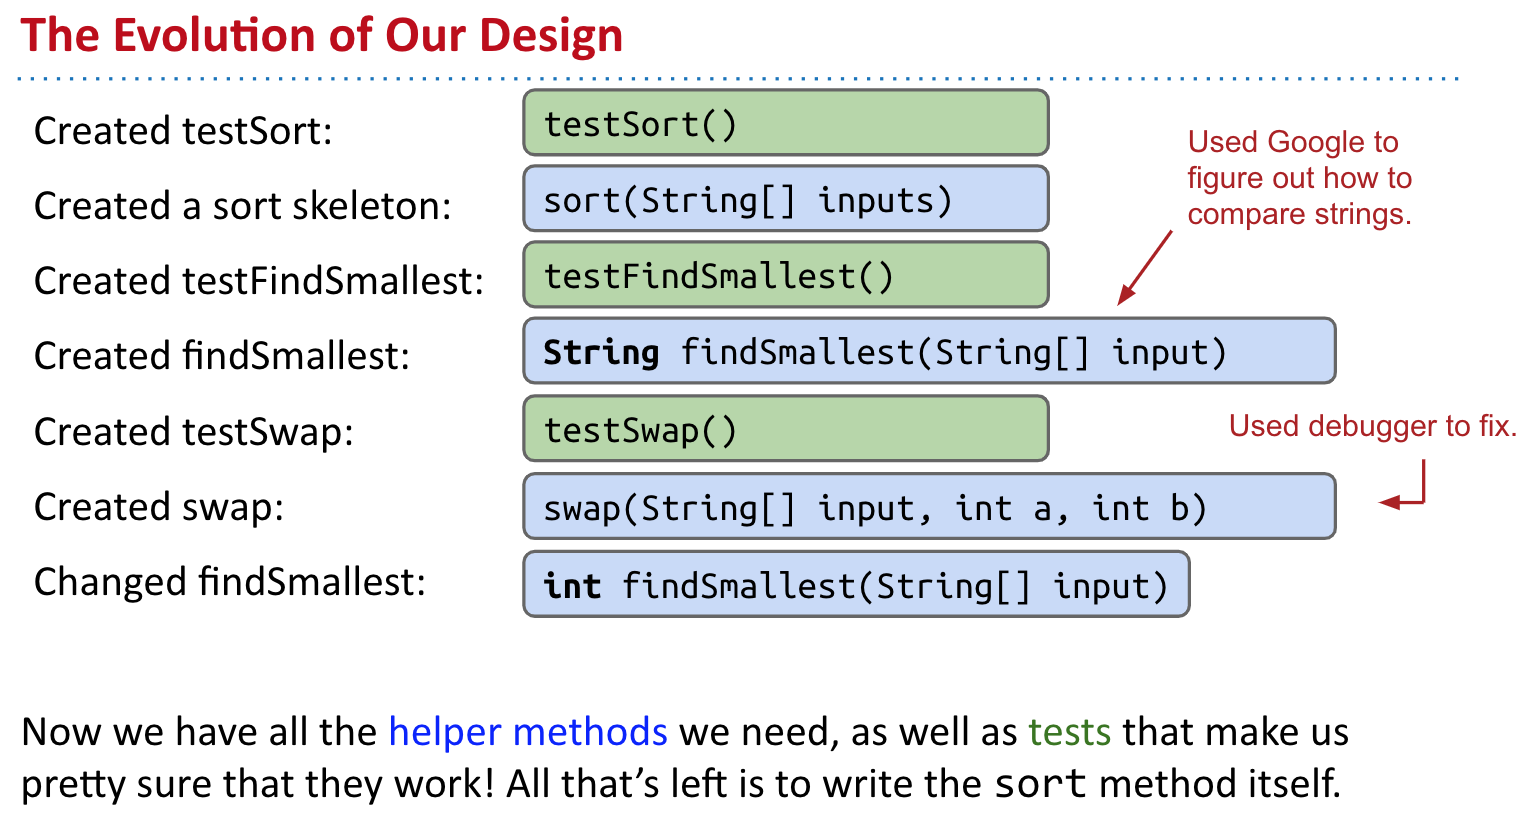 The Evolution of Our Design
Created testSort:
testSort()
Created a sort skeleton:
sort(String[] inputs)
Created testFindSmallest:
testFindSmallest()
Used Google to
figure out how to
compare strings.
Created findSmallest:
String findSmallest(String[] input)
Created testSwap:
testSwap()
Used debugger to fix.
Created swap:
swap(String[] input, int a, int b)
Changed findSmallest:
int findSmallest(String[] input)
Now we have all the helper methods we need, as well as tests that make us
pretty sure that they work! All that’s left is to write the sort method itself.